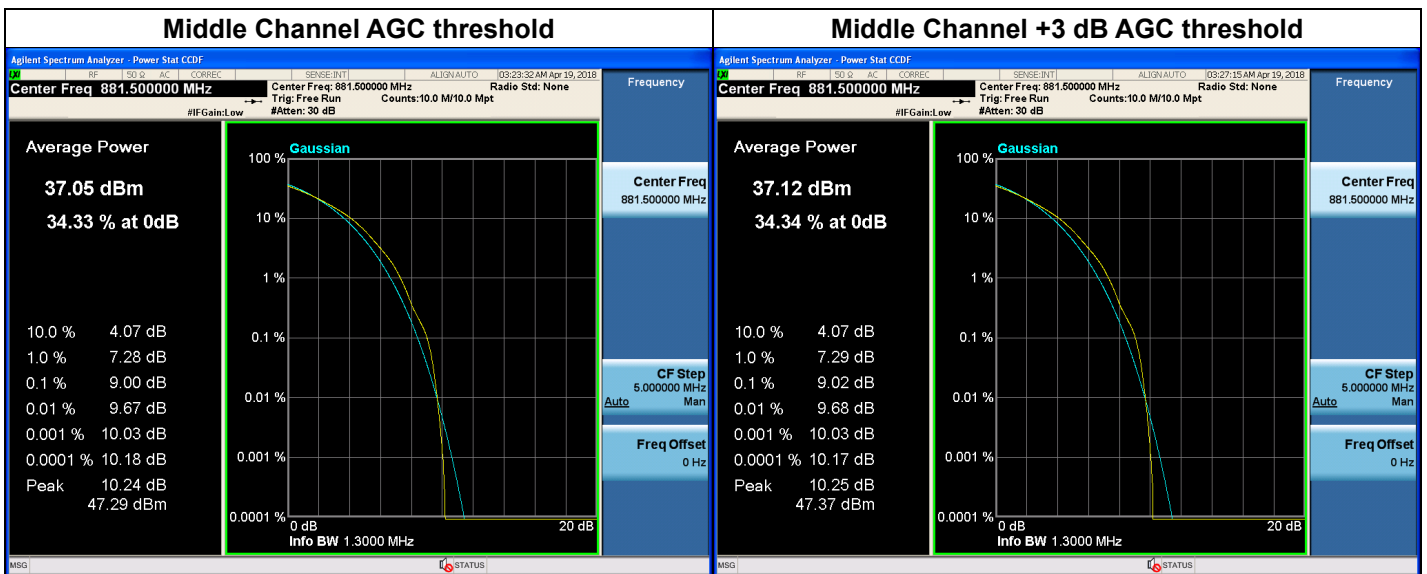 Middle Channel AGC threshold
Agilent Spectrum Analyzer - Power Stat CCDF
LXI RF 50 Ω AC CORREC SENSE:INT ALIGNAUTO 03:23:32 AM Apr 19, 2018
Center Freq 881.500000 MHz
Center Freq: 881.500000 MHz Radio Std: None
Trig: Free Run Counts:10.0 M/10.0 Mpt
#IFGain:Low #Atten: 30 dB
Frequency
Average Power
37.05 dBm
34.33 % at 0dB
10.0 % 4.07 dB
1.0 % 7.28 dB
0.1 % 9.00 dB
0.01 % 9.67 dB
0.001 % 10.03 dB
0.0001 % 10.18 dB
Peak 10.24 dB
47.29 dBm
Gaussian
100 %
10 %
1 %
0.1 %
0.01 %
0.001 %
0.0001 %
0 dB 20 dB
Info BW 1.3000 MHz
Center Freq
881.500000 MHz
CF Step
5.000000 MHz
Auto Man
Freq Offset
0 Hz
MSG STATUS
Middle Channel +3 dB AGC threshold
Agilent Spectrum Analyzer - Power Stat CCDF
LXI RF 50 Ω AC CORREC SENSE:INT ALIGNAUTO 03:27:15 AM Apr 19, 2018
Center Freq 881.500000 MHz
Center Freq: 881.500000 MHz Radio Std: None
Trig: Free Run Counts:10.0 M/10.0 Mpt
#IFGain:Low #Atten: 30 dB
Frequency
Average Power
37.12 dBm
34.34 % at 0dB
10.0 % 4.07 dB
1.0 % 7.29 dB
0.1 % 9.02 dB
0.01 % 9.68 dB
0.001 % 10.03 dB
0.0001 % 10.17 dB
Peak 10.25 dB
47.37 dBm
Gaussian
100 %
10 %
1 %
0.1 %
0.01 %
0.001 %
0.0001 %
0 dB 20 dB
Info BW 1.3000 MHz
Center Freq
881.500000 MHz
CF Step
5.000000 MHz
Auto Man
Freq Offset
0 Hz
MSG STATUS